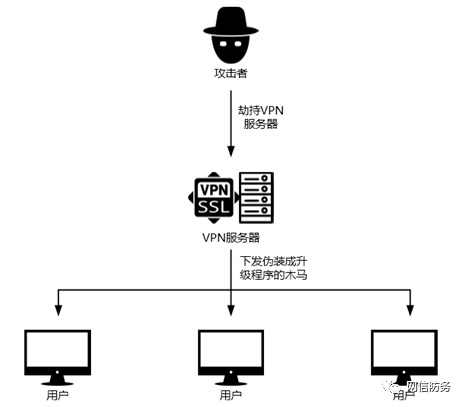 攻击者
劫持VPN
服务器
VPN
SSL
VPN服务器
下发伪装成升
级程序的木马
用户
用户
用户
网信防务